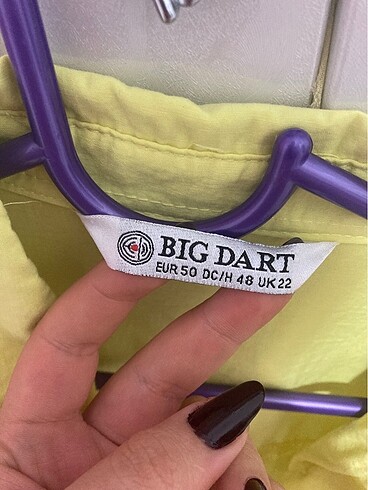 BIG DART
EUR 50 DC/H 48 UK 22